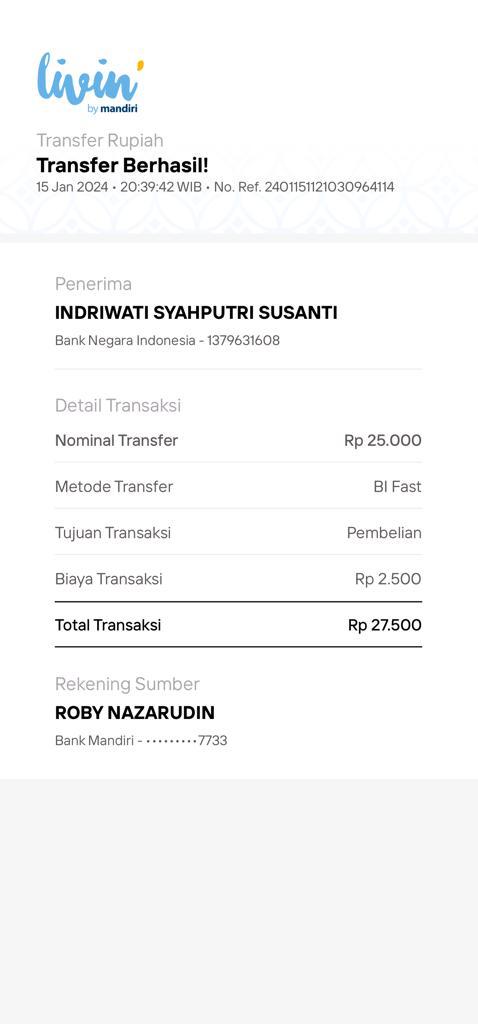 livin'
by mandiri
Transfer Rupiah
Transfer Berhasil!
15 Jan 2024 • 20:39:42 WIB • No. Ref. 2401151121030964114
Penerima
INDRIWATI SYAHPUTRI SUSANTI
Bank Negara Indonesia - 1379631608
Detail Transaksi
Nominal Transfer Rp 25.000
Metode Transfer BI Fast
Tujuan Transaksi Pembelian
Biaya Transaksi Rp 2.500
Total Transaksi Rp 27.500
Rekening Sumber
ROBY NAZARUDIN
Bank Mandiri - •••••••••7733